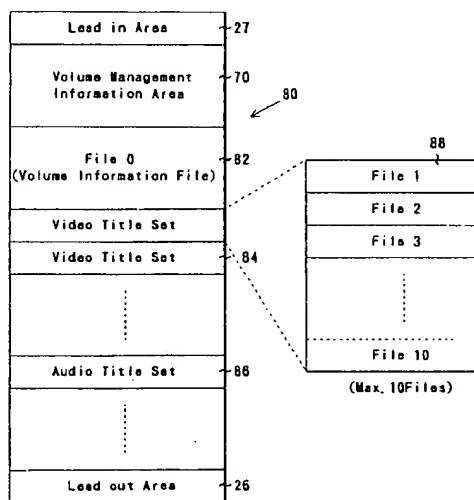 Lead in Area
27
Volume Management
Information Area
70
80
File 0
(Volume Information File)
82
88
File 1
File 2
File 3
File 10
(Max. 10Files)
Video Title Set
Video Title Set
84
Audio Title Set
86
Lead out Area
26